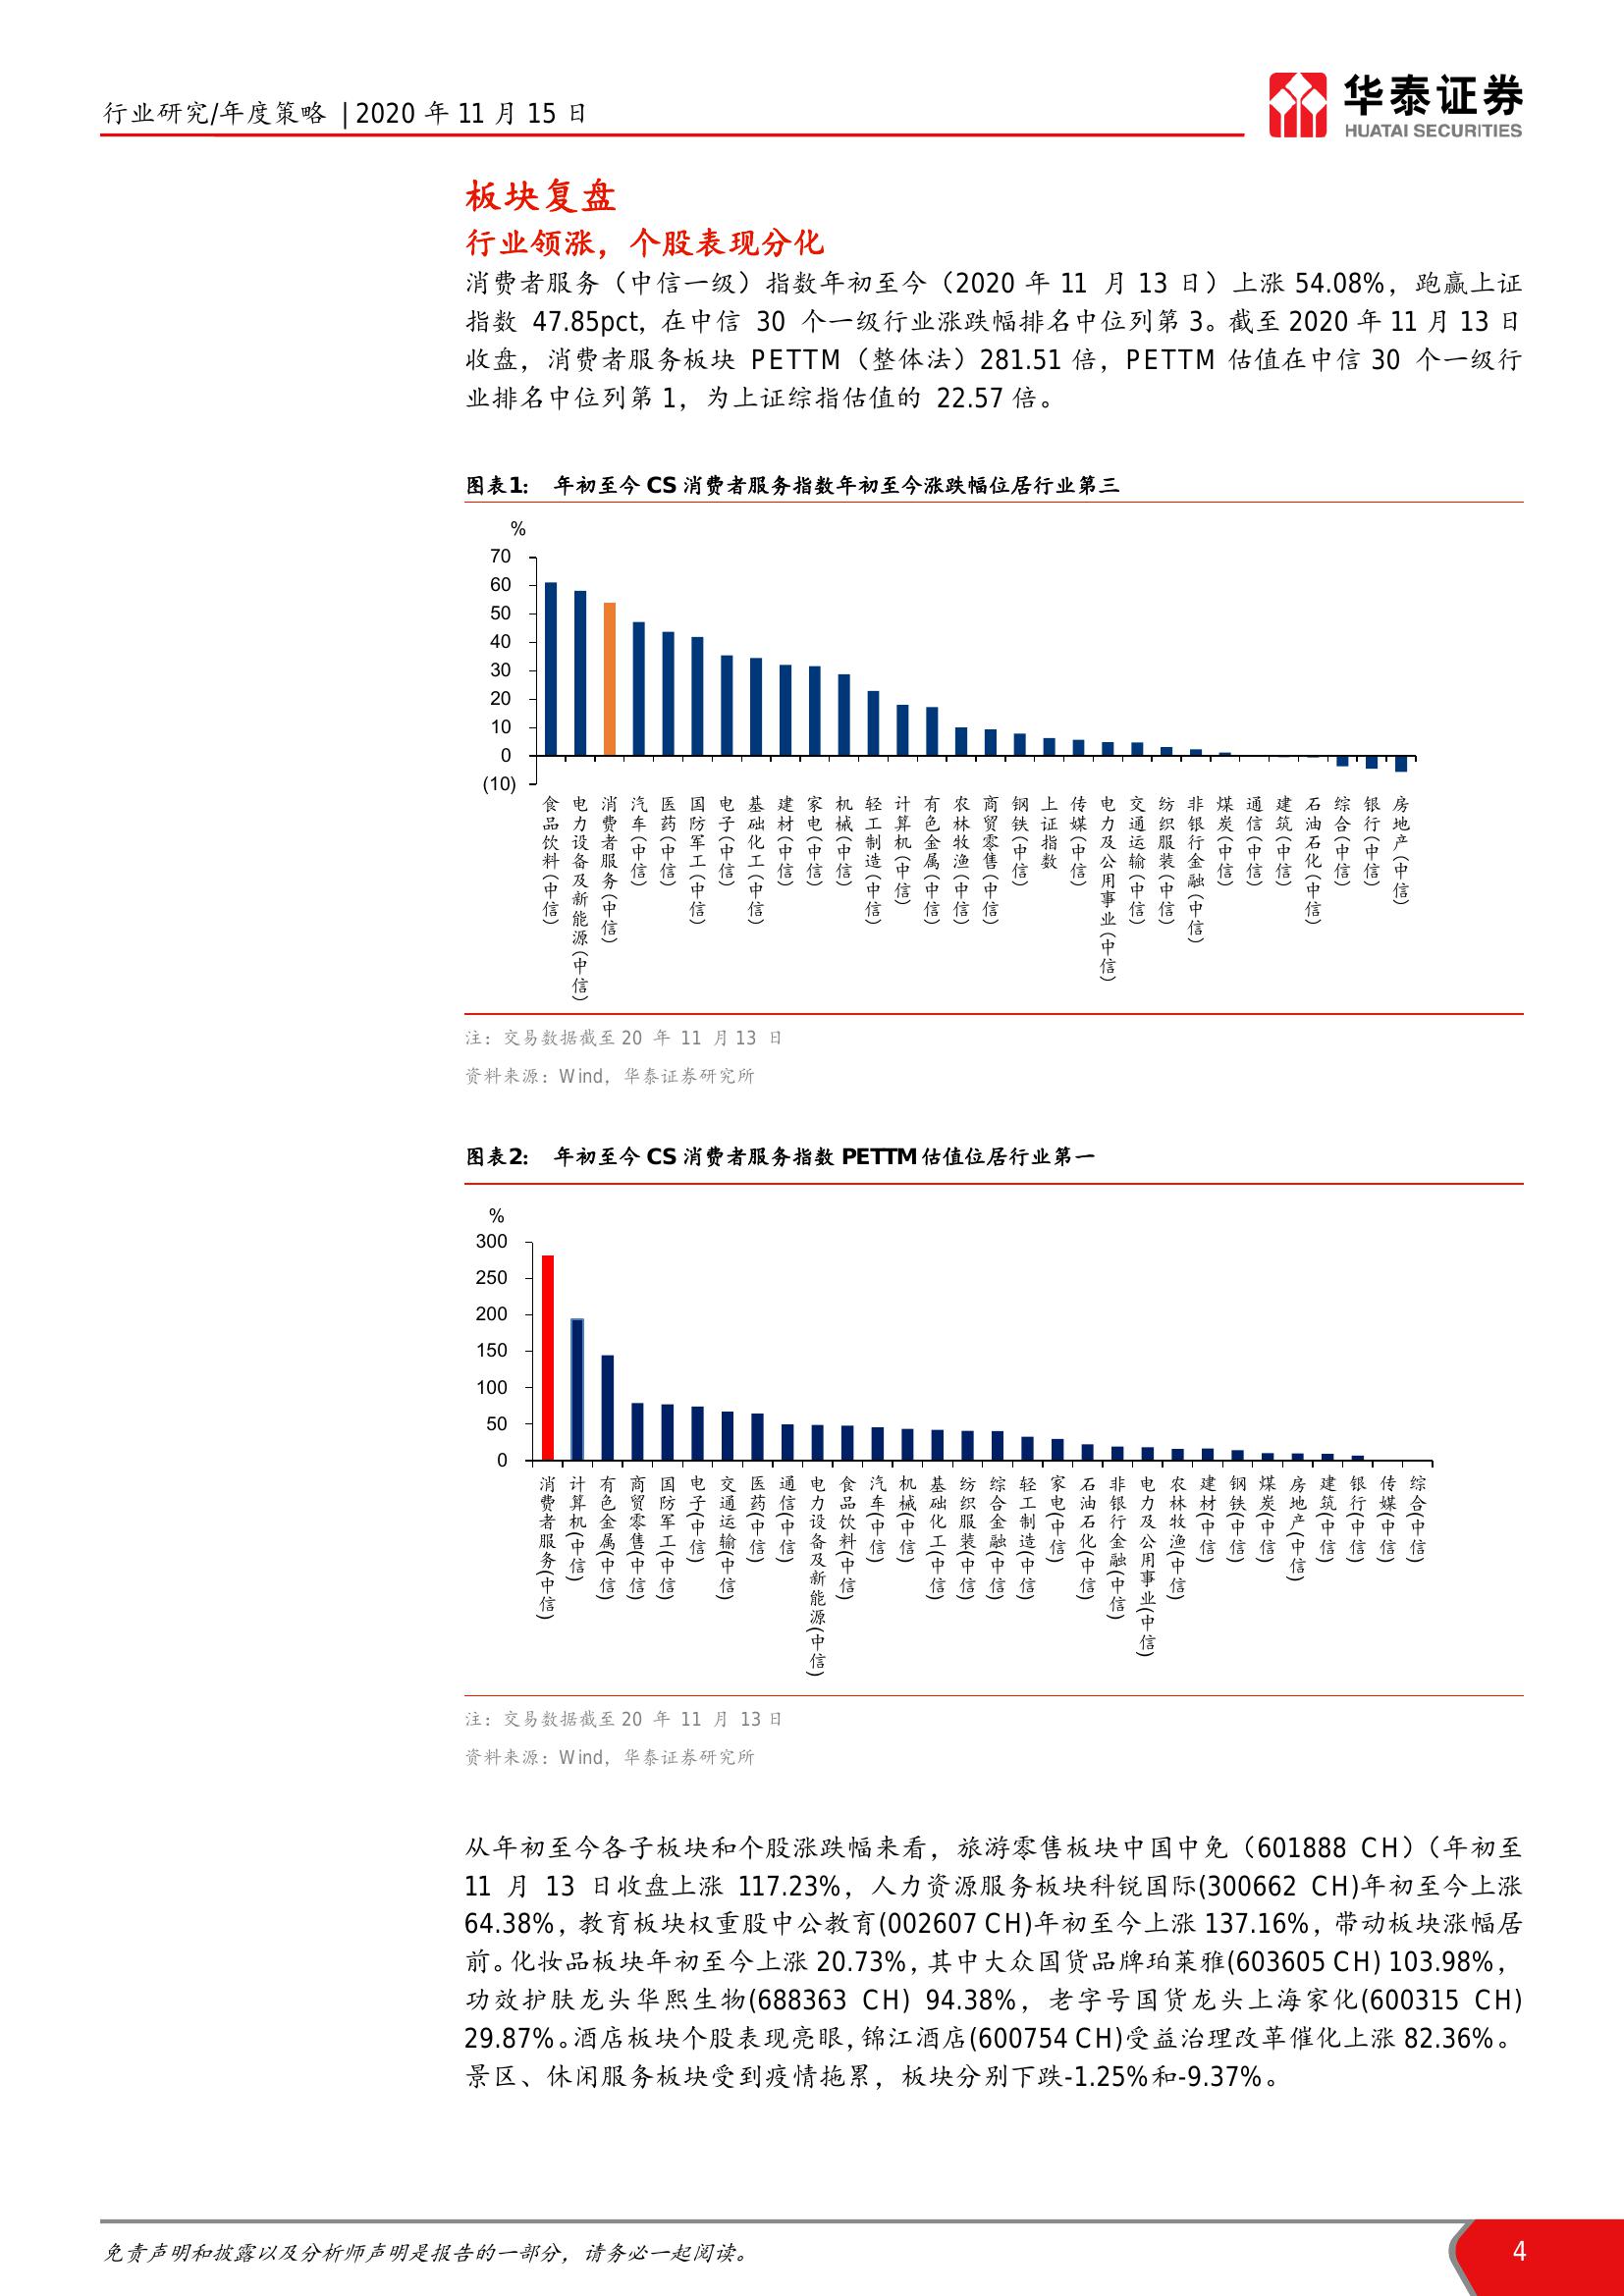 行业研究/年度策略 | 2020 年 11 月 15 日
华泰证券
HUATAI SECURITIES
板块复盘
行业领涨，个股表现分化
消费者服务（中信一级）指数年初至今（2020 年 11 月 13 日）上涨 54.08%，跑赢上证
指数 47.85pct，在中信 30 个一级行业涨跌幅排名中位列第 3。截至 2020 年 11 月 13 日
收盘，消费者服务板块 PETTM（整体法）281.51 倍，PETTM 估值在中信 30 个一级行
业排名中位列第 1，为上证综指估值的 22.57 倍。
图表1： 年初至今 CS 消费者服务指数年初至今涨跌幅位居行业第三
%
70
60
50
40
30
20
10
0
(10)
食品饮料(中信)
电力设备及新能源(中信)
消费者服务(中信)
汽车(中信)
医药(中信)
国防军工(中信)
电子(中信)
基础化工(中信)
建材(中信)
家电(中信)
机械(中信)
轻工制造(中信)
计算机(中信)
有色金属(中信)
农林牧渔(中信)
商贸零售(中信)
钢铁(中信)
上证指数
传媒(中信)
电力及公用事业(中信)
交通运输(中信)
纺织服装(中信)
非银行金融(中信)
煤炭(中信)
通信(中信)
建筑(中信)
石油石化(中信)
综合(中信)
银行(中信)
房地产(中信)
注：交易数据截至 20 年 11 月 13 日
资料来源：Wind，华泰证券研究所
图表2： 年初至今 CS 消费者服务指数 PETTM 估值位居行业第一
%
300
250
200
150
100
50
0
消费者服务(中信)
计算机(中信)
有色金属(中信)
商贸零售(中信)
国防军工(中信)
电子(中信)
交通运输(中信)
医药(中信)
通信(中信)
电力设备及新能源(中信)
食品饮料(中信)
汽车(中信)
机械(中信)
基础化工(中信)
纺织服装(中信)
综合金融(中信)
轻工制造(中信)
家电(中信)
石油石化(中信)
非银行金融(中信)
电力及公用事业(中信)
农林牧渔(中信)
建材(中信)
钢铁(中信)
煤炭(中信)
房地产(中信)
建筑(中信)
银行(中信)
传媒(中信)
综合(中信)
注：交易数据截至 20 年 11 月 13 日
资料来源：Wind，华泰证券研究所
从年初至今各子板块和个股涨跌幅来看，旅游零售板块中国中免（601888 CH）（年初至
11 月 13 日收盘上涨 117.23%，人力资源服务板块科锐国际(300662 CH)年初至今上涨
64.38%，教育板块权重股中公教育(002607 CH)年初至今上涨 137.16%，带动板块涨幅居
前。化妆品板块年初至今上涨 20.73%，其中大众国货品牌珀莱雅(603605 CH) 103.98%，
功效护肤龙头华熙生物(688363 CH) 94.38%，老字号国货龙头上海家化(600315 CH)
29.87%。酒店板块个股表现亮眼，锦江酒店(600754 CH)受益治理改革催化上涨 82.36%。
景区、休闲服务板块受到疫情拖累，板块分别下跌-1.25%和-9.37%。
免责声明和披露以及分析师声明是报告的一部分，请务必一起阅读。
4